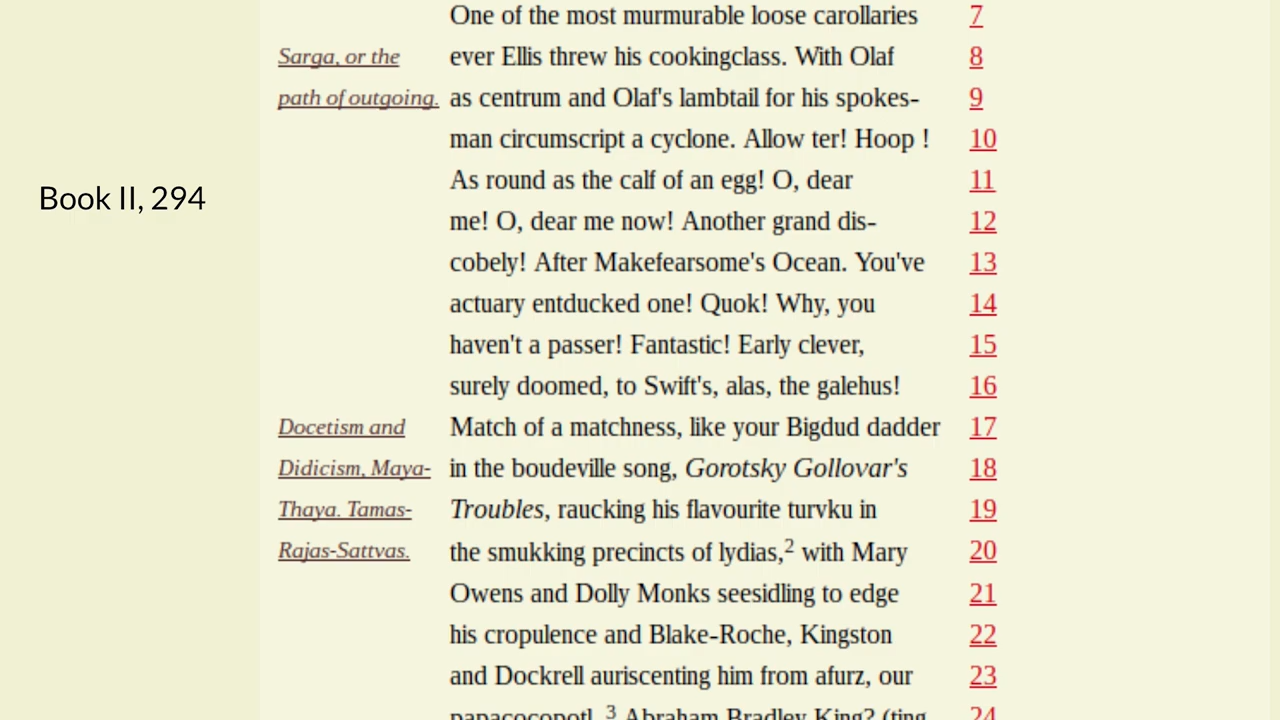 One of the most murmurable loose carollaries 7
Sarga, or the ever Ellis threw his cookingclass. With Olaf 8
path of outgoing. as centrum and Olaf's lambtail for his spokes- 9
man circumscript a cyclone. Allow ter! Hoop ! 10
As round as the calf of an egg! O, dear 11
Book II, 294
me! O, dear me now! Another grand dis- 12
cobely! After Makefearsome's Ocean. You've 13
actuary entducked one! Quok! Why, you 14
haven't a passer! Fantastic! Early clever, 15
surely doomed, to Swift's, alas, the galehus! 16
Docetism and Match of a matchness, like your Bigdud dadder 17
Didicism, Maya- in the boudeville song, Gorotsky Gollovar's 18
Thaya. Tamas- Troubles, raucking his flavourite turvku in 19
Rajas-Sattvas. the smukking precincts of lydias,2 with Mary 20
Owens and Dolly Monks seesidling to edge 21
his cropulence and Blake-Roche, Kingston 22
and Dockrell auriscenting him from afurz, our 23
papacocopotl,3 Abraham Bradley King? (ting 24